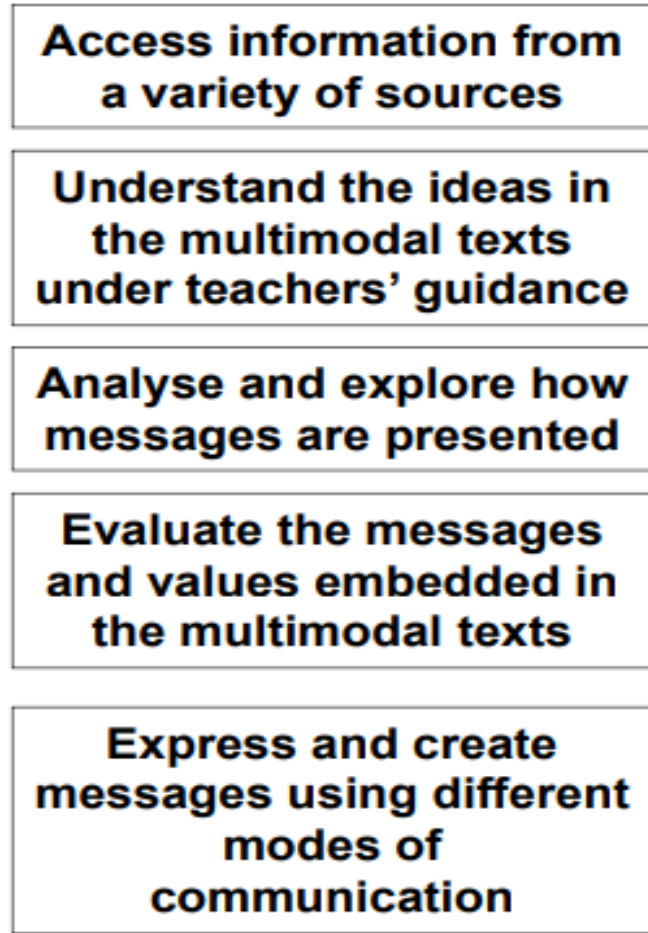 Access information from
a variety of sources
Understand the ideas in
the multimodal texts
under teachers’ guidance
Analyse and explore how
messages are presented
Evaluate the messages
and values embedded in
the multimodal texts
Express and create
messages using different
modes of
communication